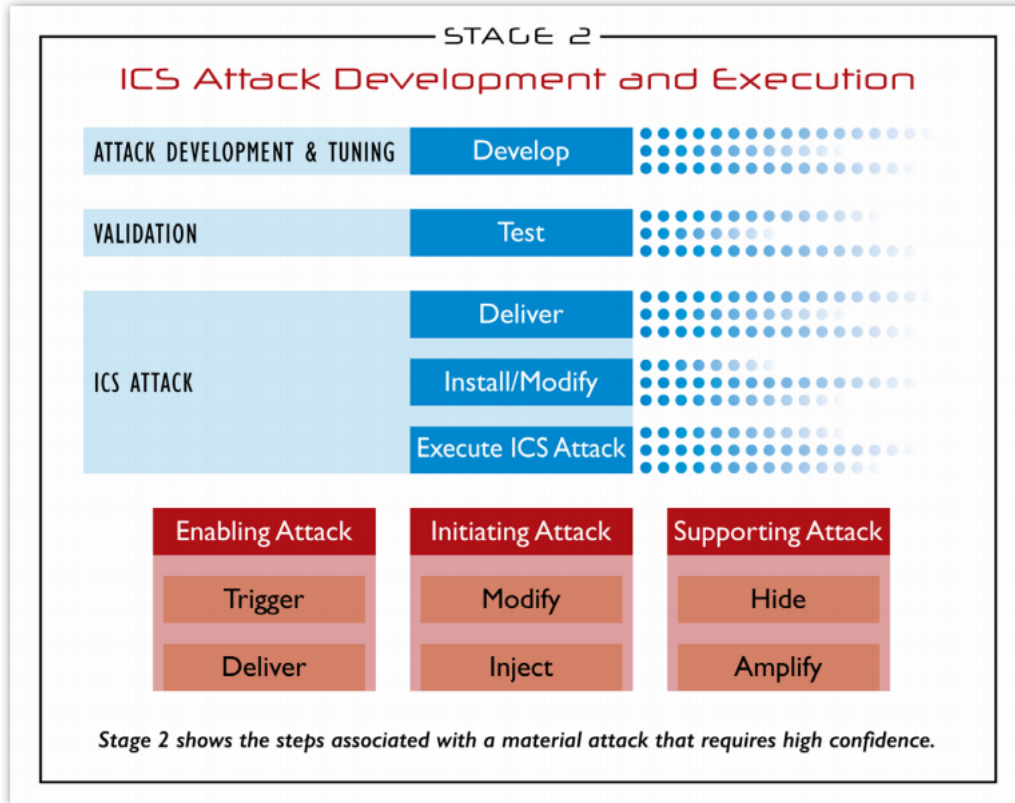 STAGE 2
ICS Attack Development and Execution
ATTACK DEVELOPMENT & TUNING
Develop
VALIDATION
Test
ICS ATTACK
Deliver
Install/Modify
Execute ICS Attack
Enabling Attack
Trigger
Deliver
Initiating Attack
Modify
Inject
Supporting Attack
Hide
Amplify
Stage 2 shows the steps associated with a material attack that requires high confidence.